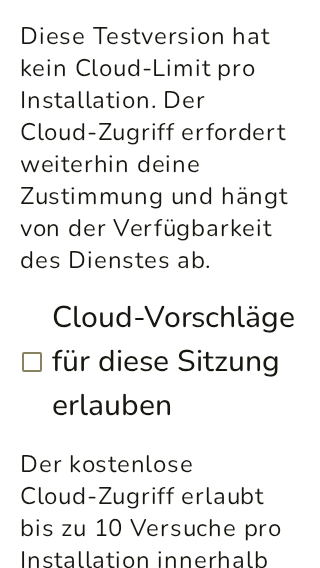 Diese Testversion hat
kein Cloud-Limit pro
Installation. Der
Cloud-Zugriff erfordert
weiterhin deine
Zustimmung und hängt
von der Verfügbarkeit
des Dienstes ab.
Cloud-Vorschläge
für diese Sitzung
erlauben
Der kostenlose
Cloud-Zugriff erlaubt
bis zu 10 Versuche pro
Installation innerhalb